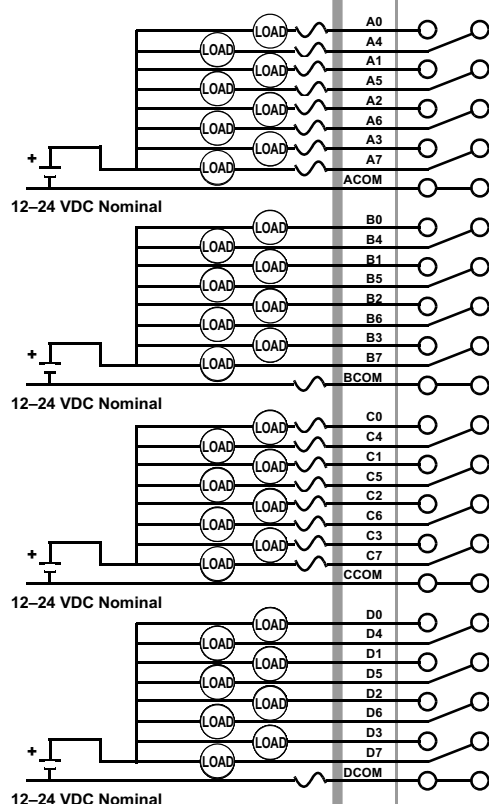 LOAD A0
LOAD A4
LOAD A1
LOAD A5
LOAD A2
LOAD A6
LOAD A3
+ LOAD A7
ACOM
12–24 VDC Nominal
LOAD B0
LOAD B4
LOAD B1
LOAD B5
LOAD B2
LOAD B6
LOAD B3
+ LOAD B7
BCOM
12–24 VDC Nominal
LOAD C0
LOAD C4
LOAD C1
LOAD C5
LOAD C2
LOAD C6
LOAD C3
+ LOAD C7
CCOM
12–24 VDC Nominal
LOAD D0
LOAD D4
LOAD D1
LOAD D5
LOAD D2
LOAD D6
LOAD D3
+ LOAD D7
DCOM
12–24 VDC Nominal